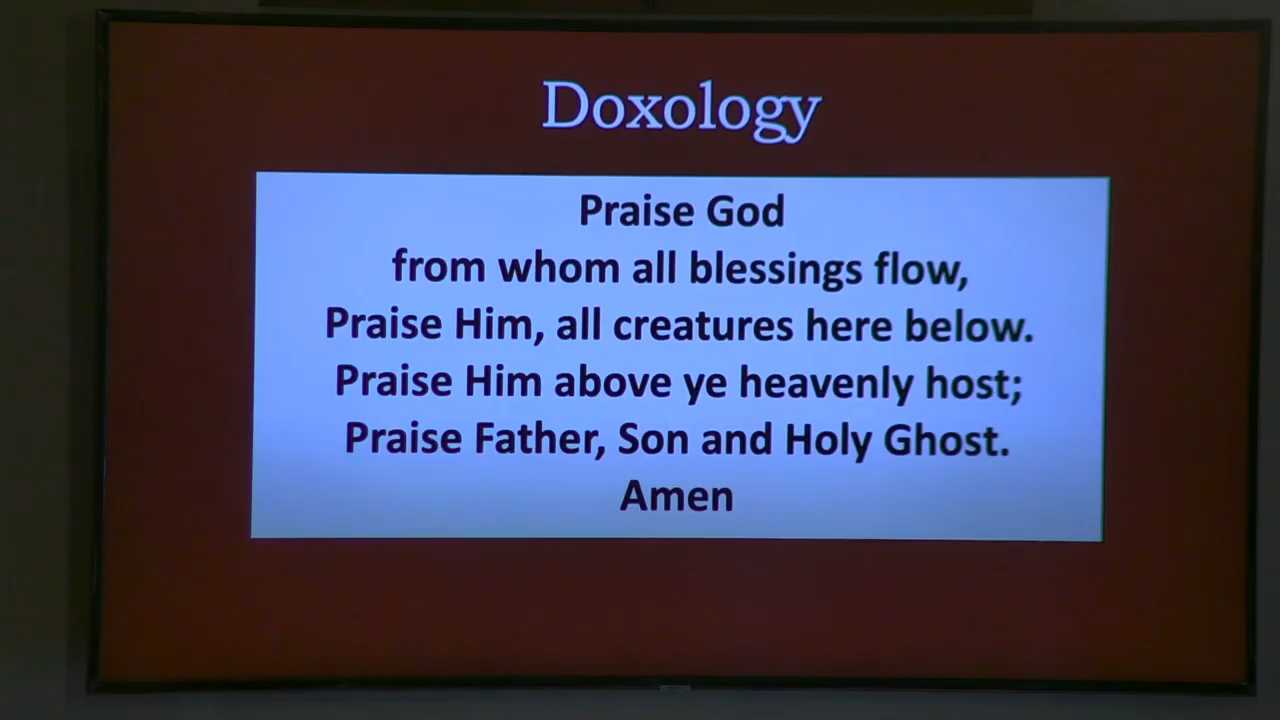 Doxology
Praise God
from whom all blessings flow,
Praise Him, all creatures here below.
Praise Him above ye heavenly host;
Praise Father, Son and Holy Ghost.
Amen